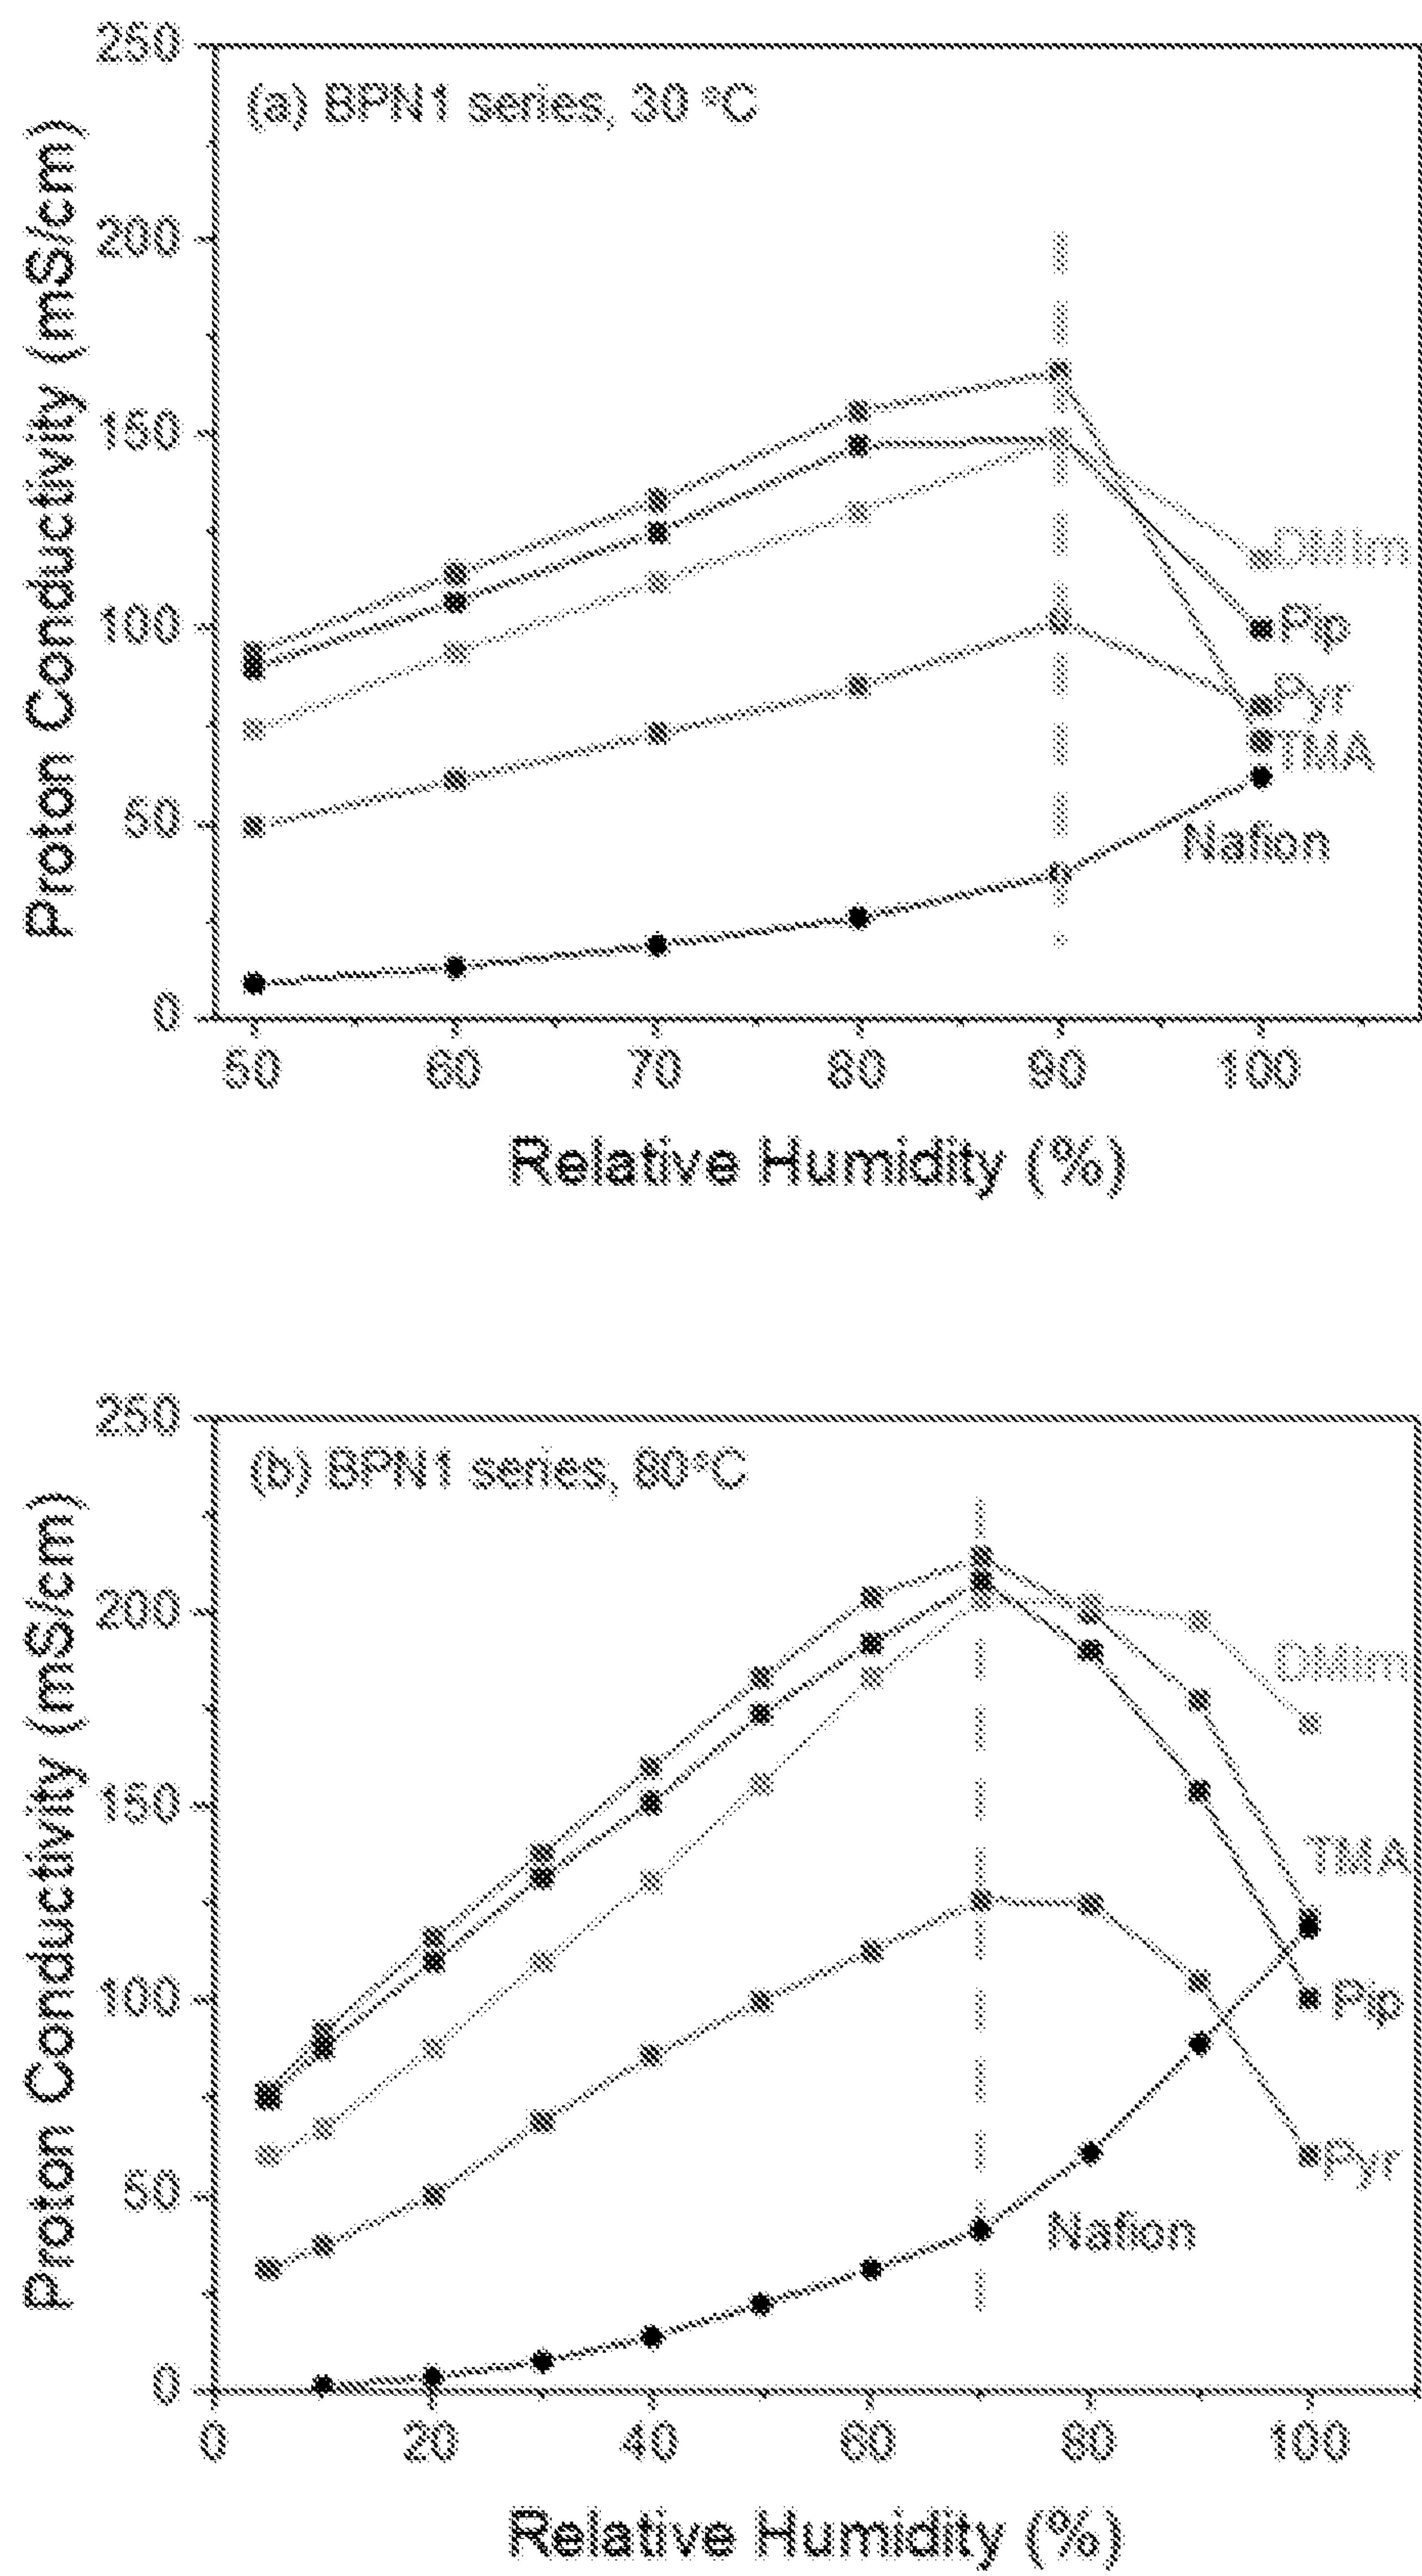 250
(a) BPN1 series, 30 °C
200
150
100
50
0
Proton Conductivity (mS/cm)
DMIm
Pip
Pyr
TMA
Nafion
50 60 70 80 90 100
Relative Humidity (%)
250
(b) BPN1 series, 80°C
200
150
100
50
0
Proton Conductivity (mS/cm)
DMIm
TMA
Pip
Pyr
Nafion
0 20 40 60 80 100
Relative Humidity (%)